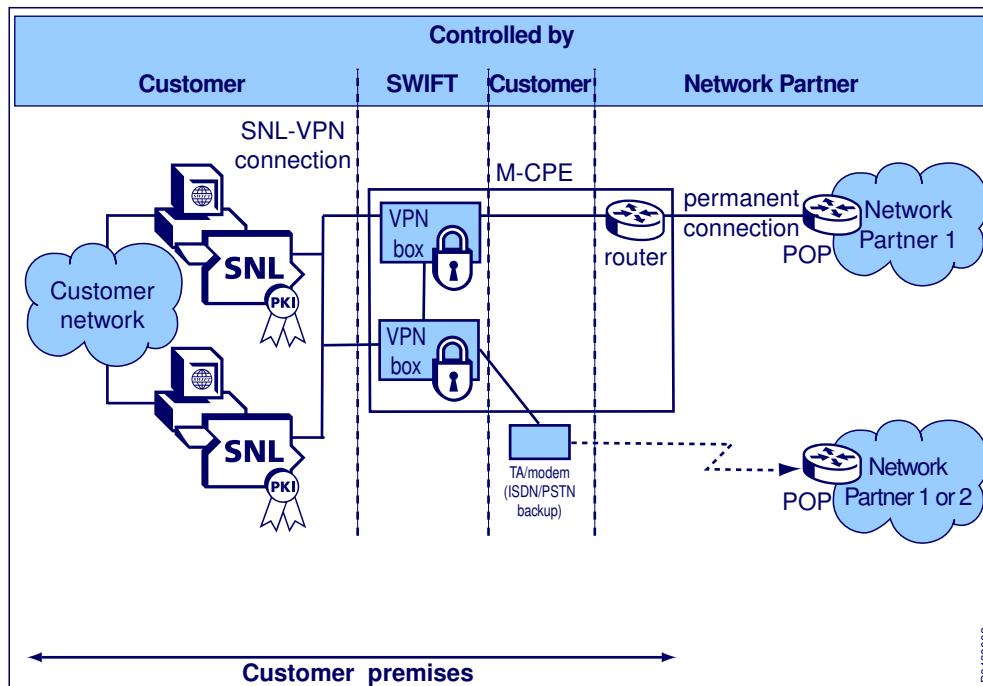 Controlled by
Customer
SWIFT
Customer
Network Partner
SNL-VPN
connection
M-CPE
VPN
box
permanent
connection
router
POP
Network
Partner 1
SNL
PKI
Customer
network
VPN
box
SNL
PKI
TA/modem
(ISDN/PSTN
backup)
POP
Network
Partner 1 or 2
Customer premises